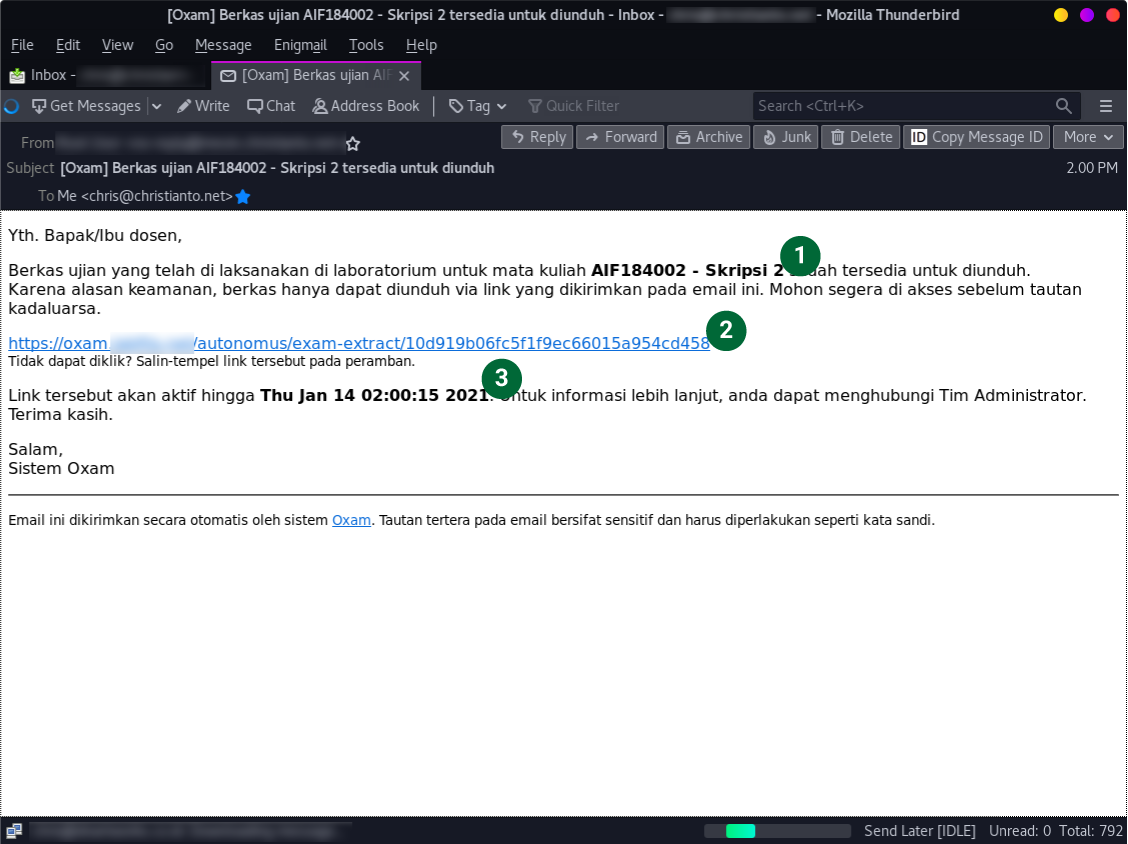 [Oxam] Berkas ujian AIF184002 - Skripsi 2 tersedia untuk diunduh - Inbox - - Mozilla Thunderbird
File Edit View Go Message Enigmail Tools Help
Inbox - [Oxam] Berkas ujian AIF
Get Messages Write Chat Address Book Tag Quick Filter Search <Ctrl+K>
From Reply Forward Archive Junk Delete ID Copy Message ID More
Subject [Oxam] Berkas ujian AIF184002 - Skripsi 2 tersedia untuk diunduh 2.00 PM
To Me <chris@christianto.net>
Yth. Bapak/Ibu dosen,
1
Berkas ujian yang telah di laksanakan di laboratorium untuk mata kuliah AIF184002 - Skripsi 2 tersedia untuk diunduh.
Karena alasan keamanan, berkas hanya dapat diunduh via link yang dikirimkan pada email ini. Mohon segera di akses sebelum tautan
kadaluarsa.
2
https://oxam. /autonomus/exam-extract/10d919b06fc5f1f9ec66015a954cd458
Tidak dapat diklik? Salin-tempel link tersebut pada peramban.
3
Link tersebut akan aktif hingga Thu Jan 14 02:00:15 2021. Untuk informasi lebih lanjut, anda dapat menghubungi Tim Administrator.
Terima kasih.
Salam,
Sistem Oxam
Email ini dikirimkan secara otomatis oleh sistem Oxam. Tautan tertera pada email bersifat sensitif dan harus diperlakukan seperti kata sandi.
Send Later [IDLE] Unread: 0 Total: 792